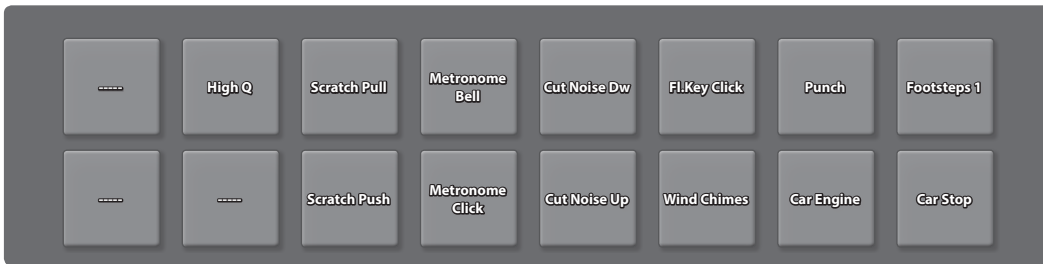 -----
High Q
Scratch Pull
Metronome
Bell
Cut Noise Dw
Fl.Key Click
Punch
Footsteps 1
-----
-----
Scratch Push
Metronome
Click
Cut Noise Up
Wind Chimes
Car Engine
Car Stop